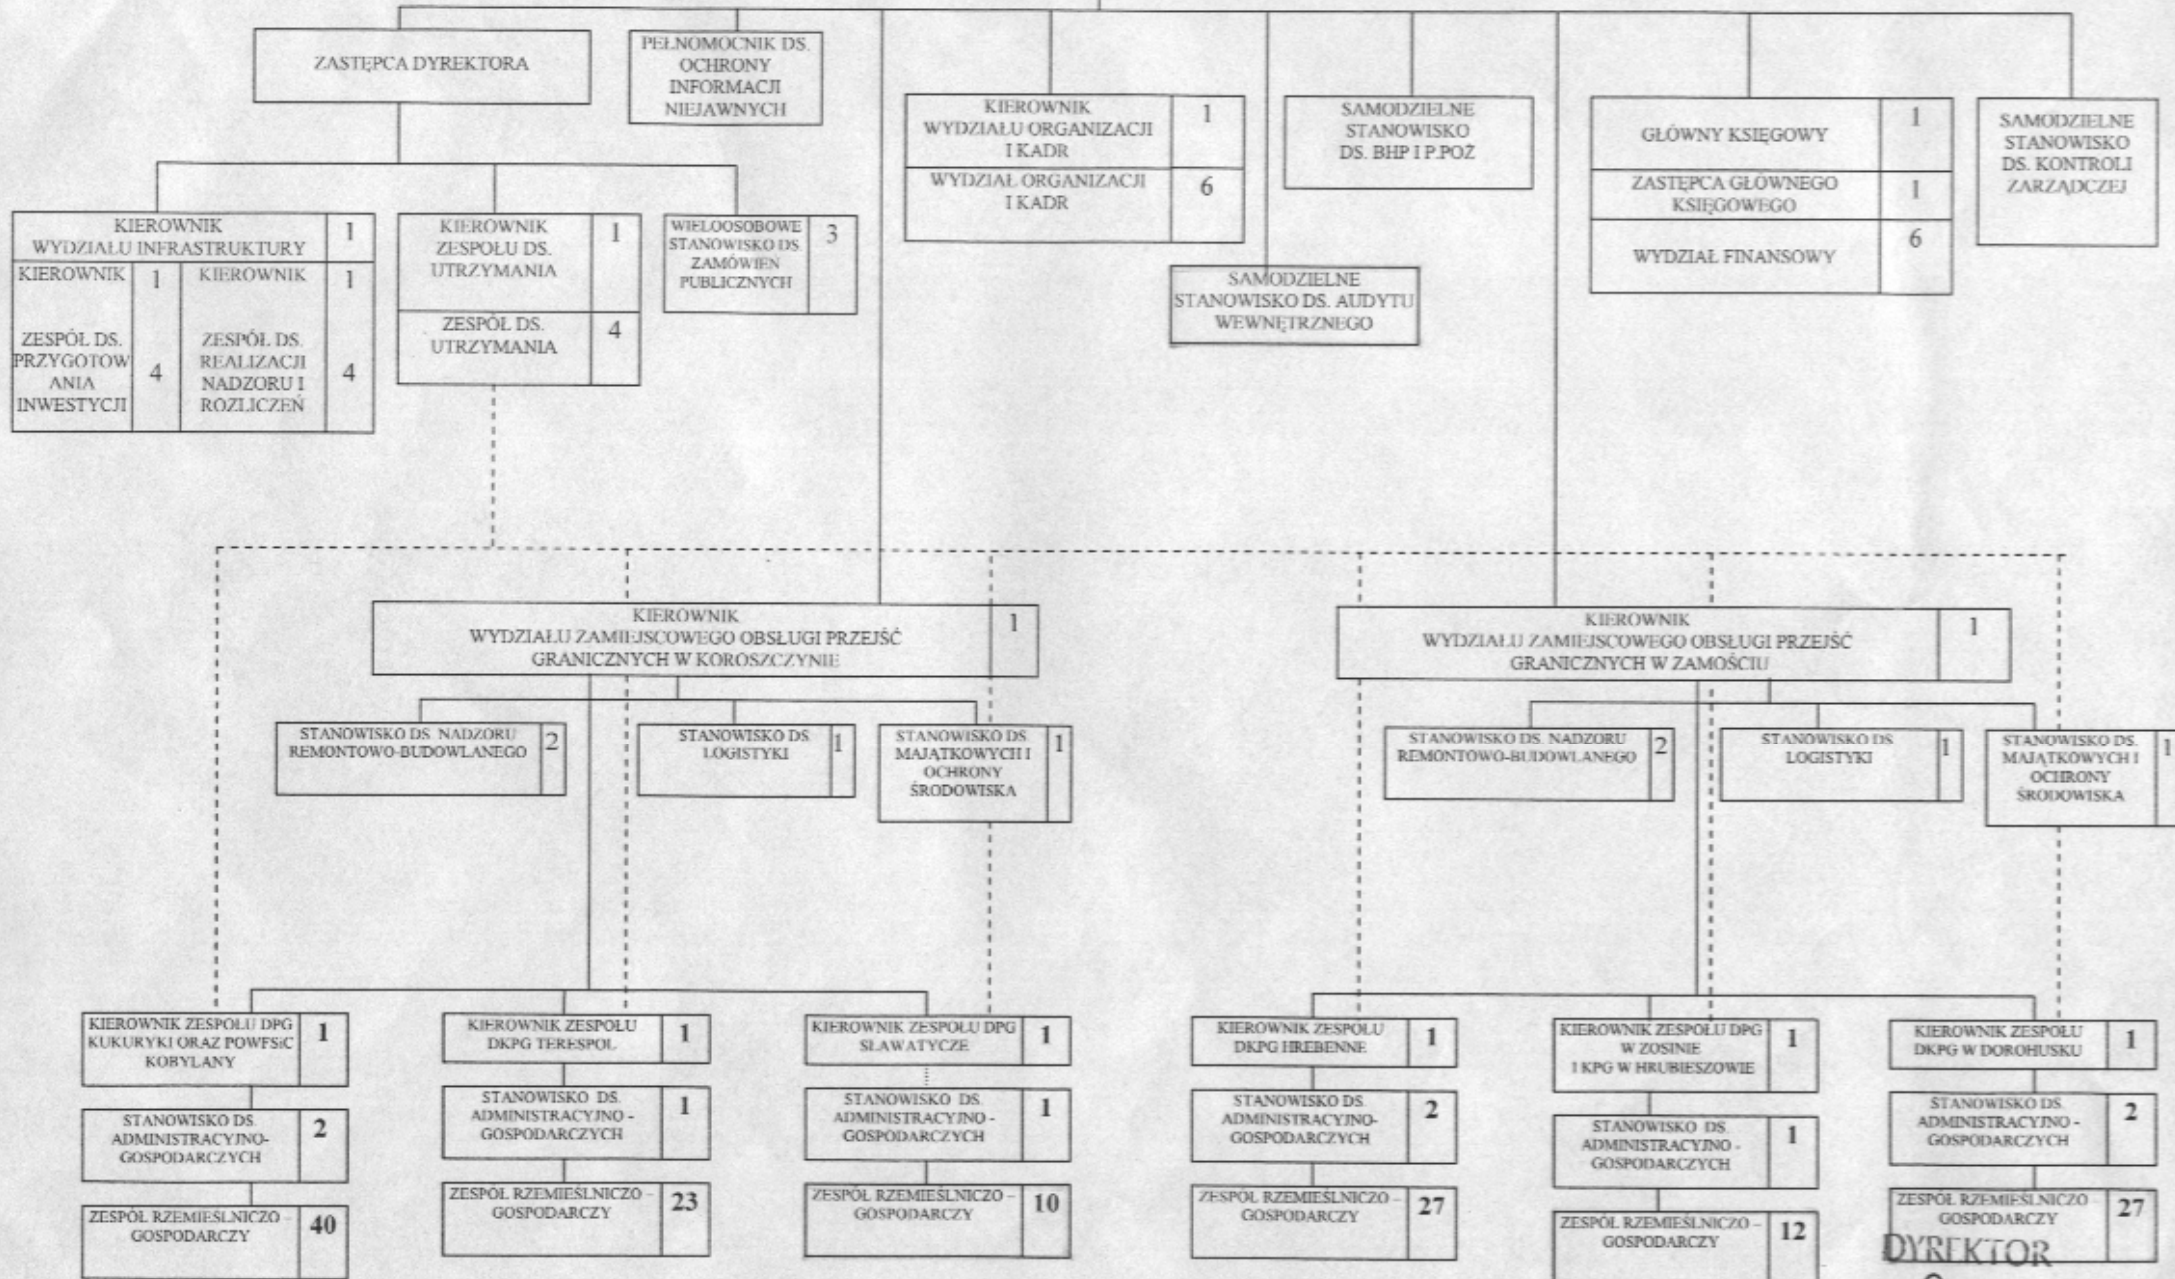 ZASTĘPCA DYREKTORA
PEŁNOMOCNIK DS.
OCHRONY
INFORMACJI
NIEJAWNYCH
KIEROWNIK
WYDZIAŁU ORGANIZACJI
I KADR
1
WYDZIAŁ ORGANIZACJI
I KADR
6
SAMODZIELNE
STANOWISKO
DS. BHP I P.POŻ
GŁÓWNY KSIĘGOWY
1
ZASTĘPCA GŁÓWNEGO
KSIĘGOWEGO
1
WYDZIAŁ FINANSOWY
6
SAMODZIELNE
STANOWISKO
DS. KONTROLI
ZARZĄDCZEJ
KIEROWNIK
WYDZIAŁU INFRASTRUKTURY
1
KIEROWNIK
1
ZESPÓŁ DS.
PRZYGOTOW
ANIA
INWESTYCJI
4
KIEROWNIK
1
ZESPÓŁ DS.
REALIZACJI
NADZORU I
ROZLICZEŃ
4
KIEROWNIK
ZESPOŁU DS.
UTRZYMANIA
1
ZESPÓŁ DS.
UTRZYMANIA
4
WIELOOSOBOWE
STANOWISKO DS.
ZAMÓWIEŃ
PUBLICZNYCH
3
SAMODZIELNE
STANOWISKO DS. AUDYTU
WEWNĘTRZNEGO
KIEROWNIK
WYDZIAŁU ZAMIEJSCOWEGO OBSŁUGI PRZEJŚĆ
GRANICZNYCH W KOROSZCZYNIE
1
KIEROWNIK
WYDZIAŁU ZAMIEJSCOWEGO OBSŁUGI PRZEJŚĆ
GRANICZNYCH W ZAMOŚCIU
1
STANOWISKO DS. NADZORU
REMONTOWO-BUDOWLANEGO
2
STANOWISKO DS.
LOGISTYKI
1
STANOWISKO DS.
MAJĄTKOWYCH I
OCHRONY
ŚRODOWISKA
1
STANOWISKO DS. NADZORU
REMONTOWO-BUDOWLANEGO
2
STANOWISKO DS.
LOGISTYKI
1
STANOWISKO DS.
MAJĄTKOWYCH I
OCHRONY
ŚRODOWISKA
1
KIEROWNIK ZESPOŁU DPG
KUKURYKI ORAZ POWFSiC
KOBYLANY
1
STANOWISKO DS.
ADMINISTRACYJNO-
GOSPODARCZYCH
2
ZESPÓŁ RZEMIEŚLNICZO –
GOSPODARCZY
40
KIEROWNIK ZESPOŁU
DKPG TERESPOL
1
STANOWISKO DS.
ADMINISTRACYJNO -
GOSPODARCZYCH
1
ZESPÓŁ RZEMIEŚLNICZO –
GOSPODARCZY
23
KIEROWNIK ZESPOŁU DPG
SŁAWATYCZE
1
STANOWISKO DS.
ADMINISTRACYJNO -
GOSPODARCZYCH
1
ZESPÓŁ RZEMIEŚLNICZO –
GOSPODARCZY
10
KIEROWNIK ZESPOŁU
DKPG HREBENNE
1
STANOWISKO DS.
ADMINISTRACYJNO-
GOSPODARCZYCH
2
ZESPÓŁ RZEMIEŚLNICZO –
GOSPODARCZY
27
KIEROWNIK ZESPOŁU DPG
W ZOSINIE
I KPG W HRUBIESZOWIE
1
STANOWISKO DS.
ADMINISTRACYJNO -
GOSPODARCZYCH
1
ZESPÓŁ RZEMIEŚLNICZO –
GOSPODARCZY
12
KIEROWNIK ZESPOŁU
DKPG W DOROHUSKU
1
STANOWISKO DS.
ADMINISTRACYJNO -
GOSPODARCZYCH
2
ZESPÓŁ RZEMIEŚLNICZO –
GOSPODARCZY
27
DYREKTOR